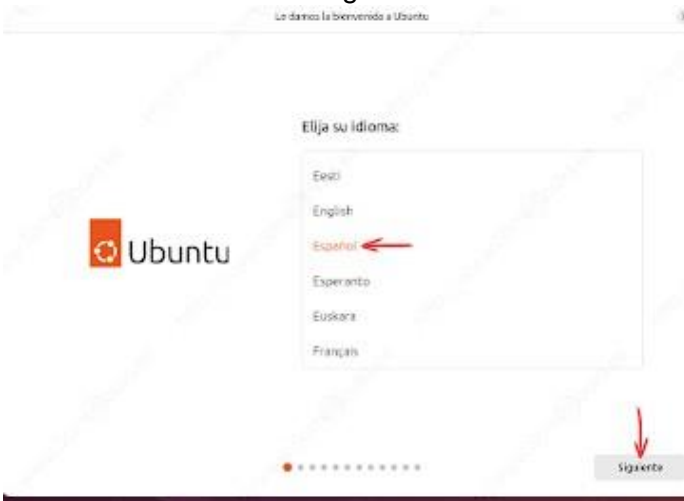 Le damos la bienvenida a Ubuntu
Elija su idioma:
Eesti
English
Español
Ubuntu
Esperanto
Euskara
Français
Siguiente